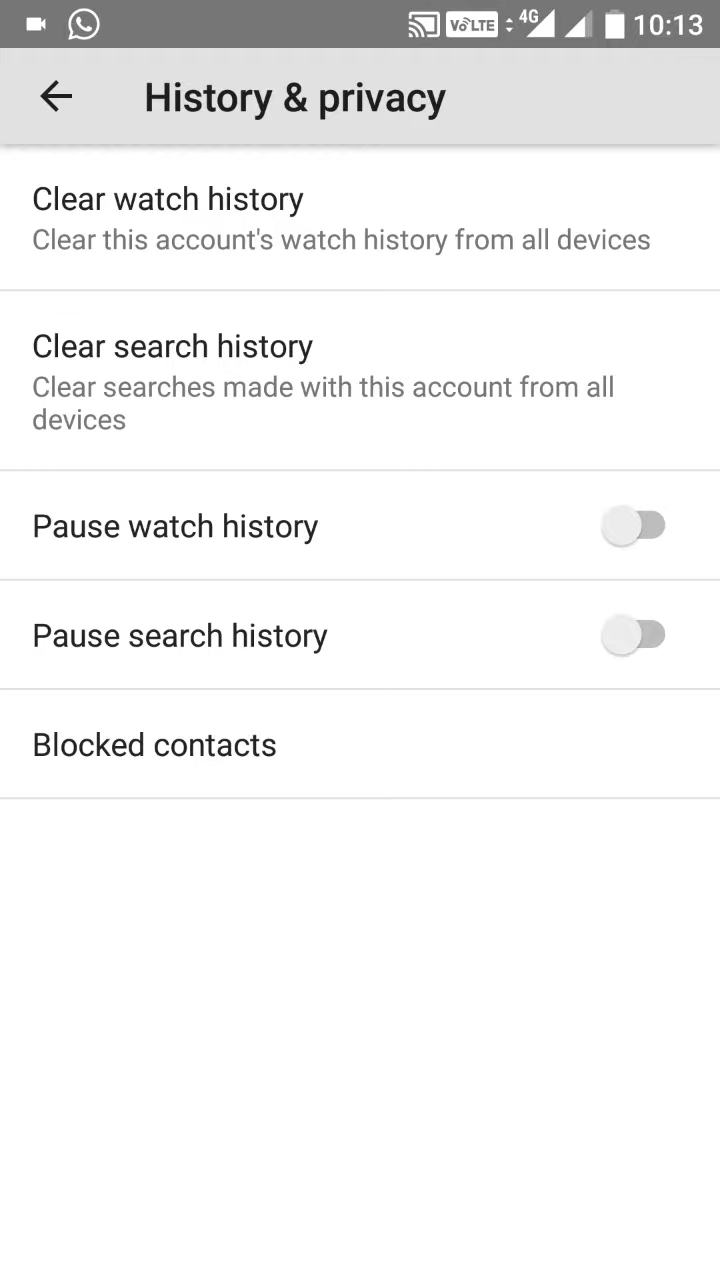 VoLTE 4G 10:13
History & privacy
Clear watch history
Clear this account's watch history from all devices
Clear search history
Clear searches made with this account from all
devices
Pause watch history
Pause search history
Blocked contacts